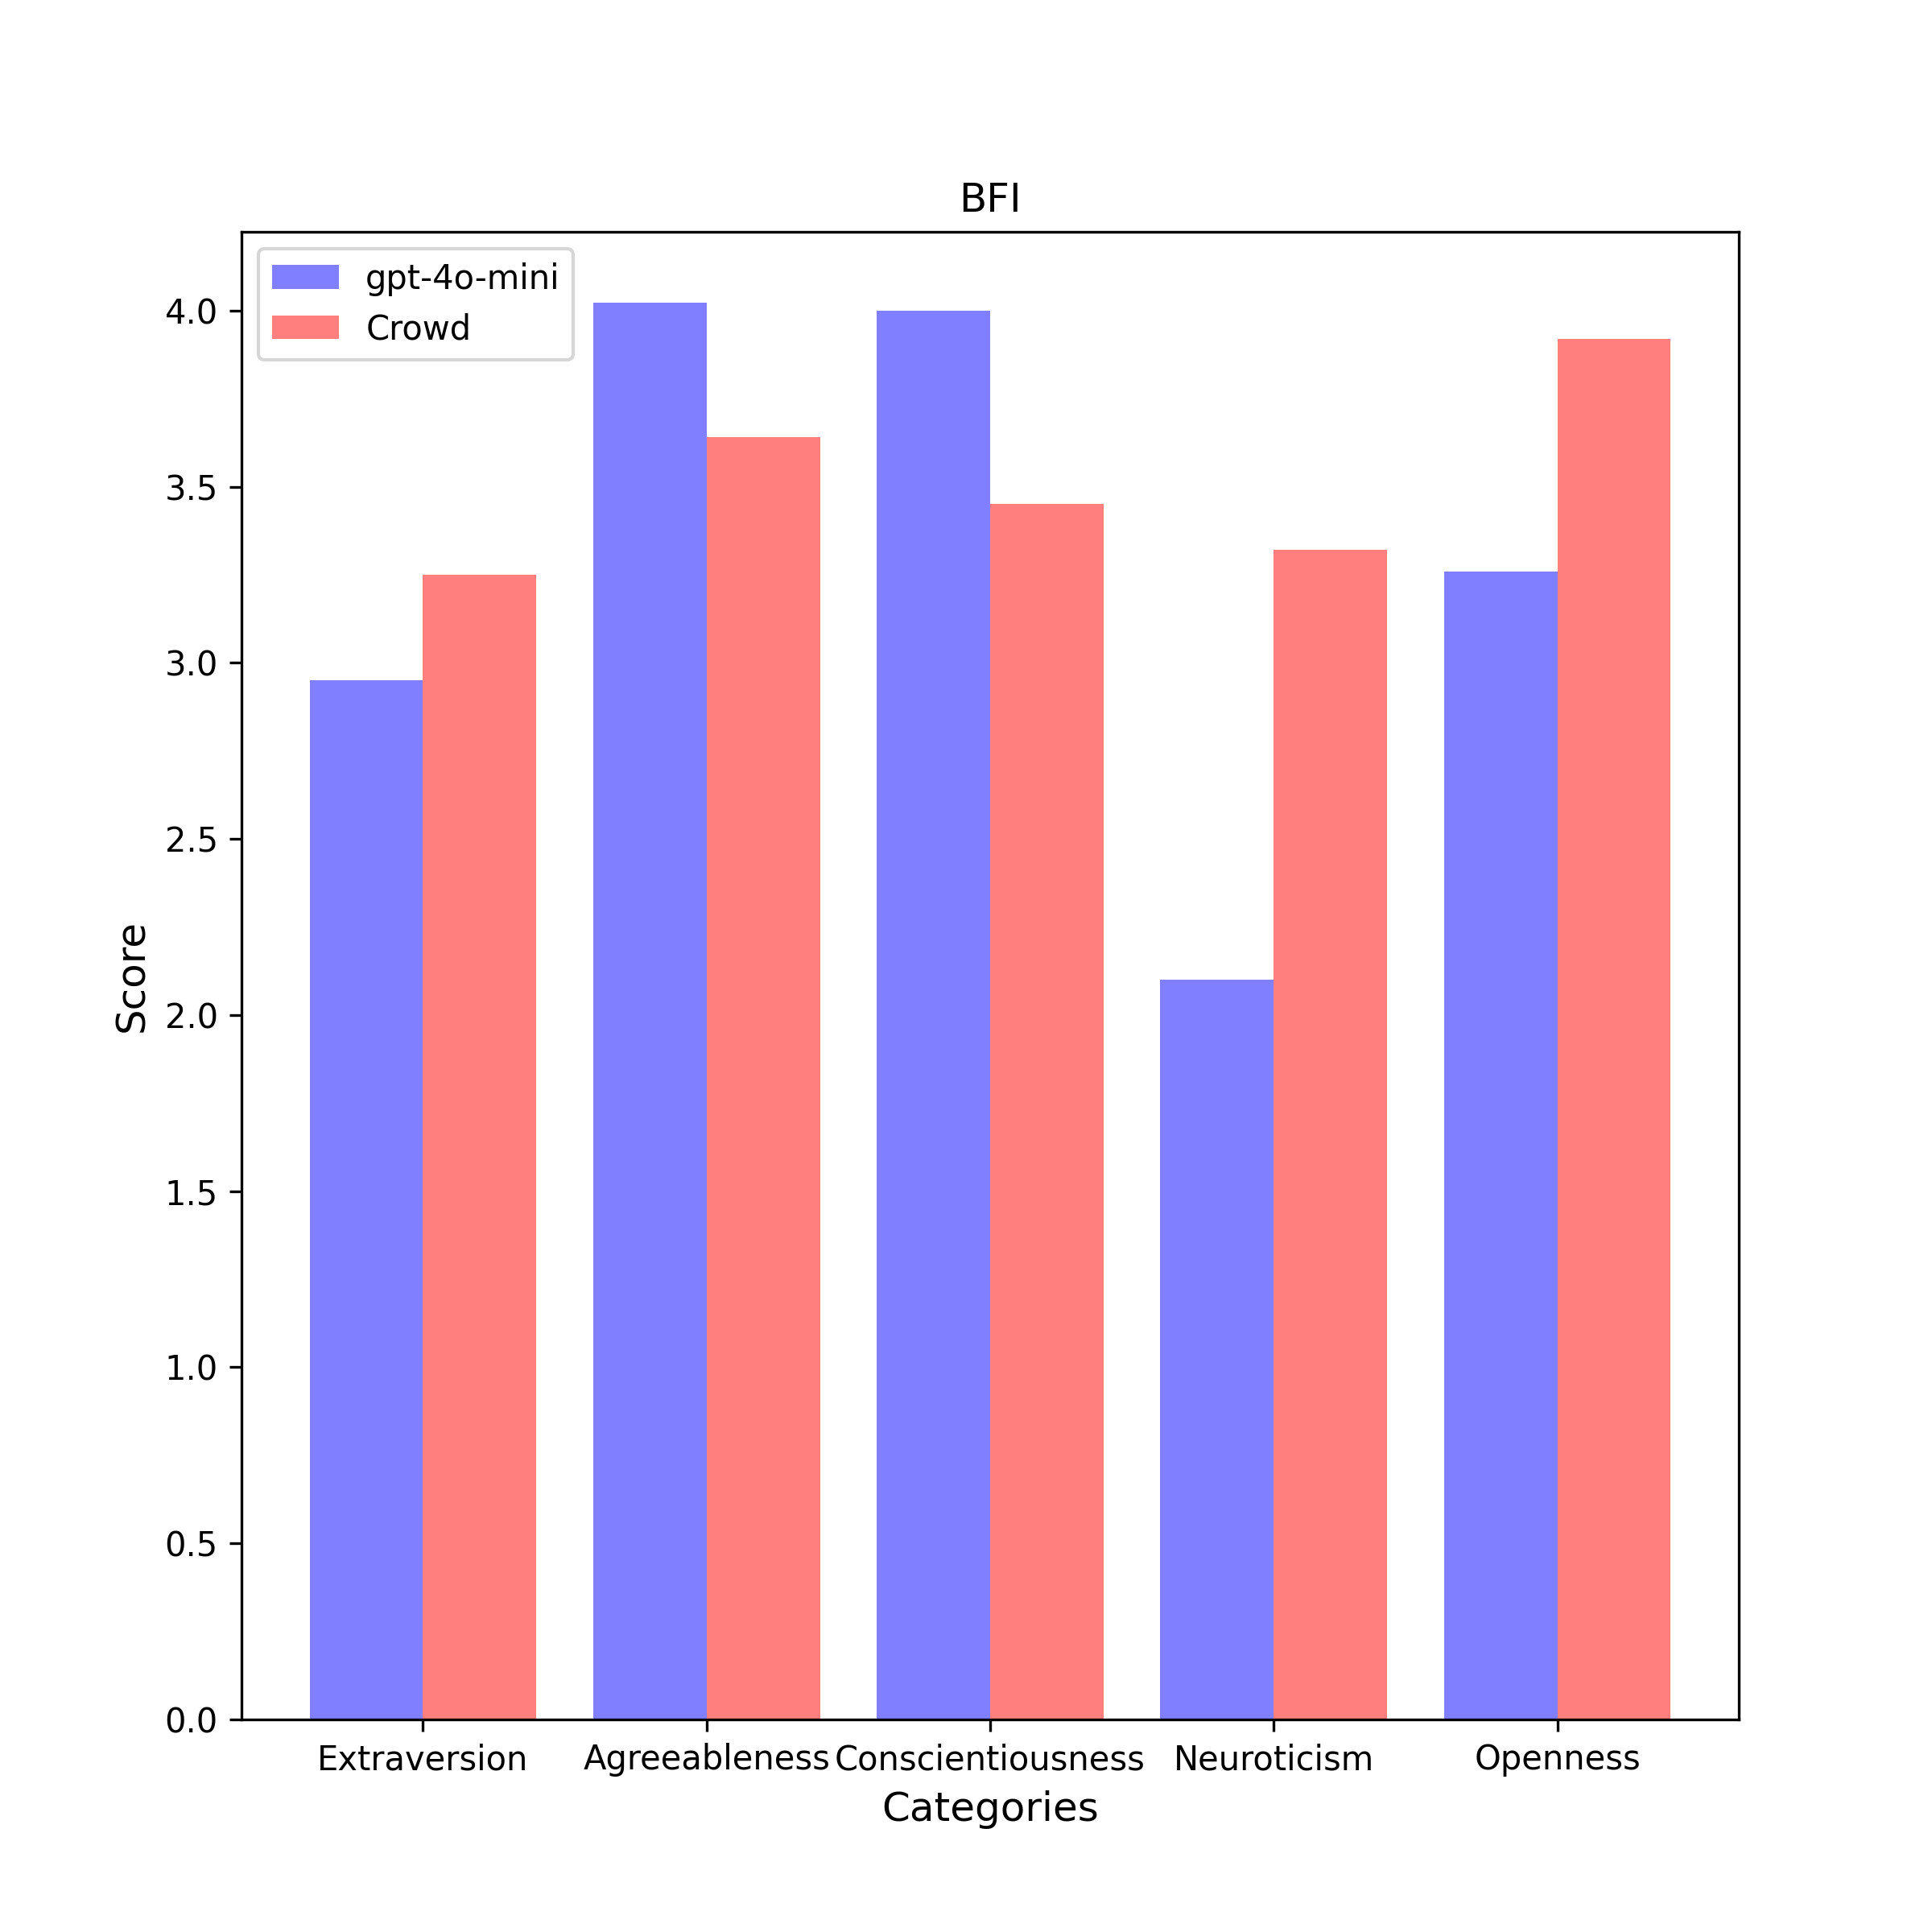 BFI
gpt-4o-mini
Crowd
4.0
3.5
3.0
2.5
2.0
1.5
1.0
0.5
0.0
Score
Extraversion Agreeableness Conscientiousness Neuroticism Openness
Categories